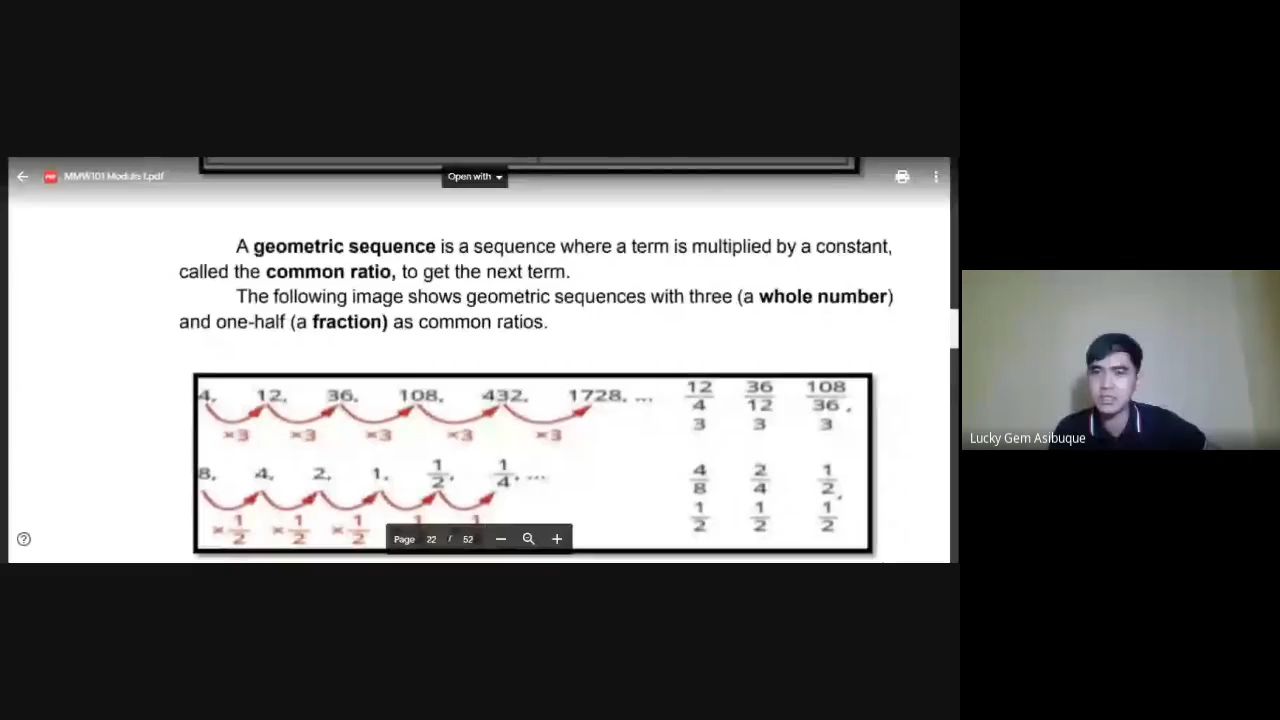 MMW101 Module 1.pdf
Open with
A geometric sequence is a sequence where a term is multiplied by a constant,
called the common ratio, to get the next term.
The following image shows geometric sequences with three (a whole number)
and one-half (a fraction) as common ratios.
4, 12, 36, 108, 432, 1728, ... 12/4 36/12 108/36,
×3 ×3 ×3 ×3 ×3 3 3 3
8, 4, 2, 1, 1/2, 1/4, ... 4/8 2/4 1/2,
×1/2 ×1/2 ×1/2 1/2 1/2 1/2
Page 22 / 52
Lucky Gem Asibuque